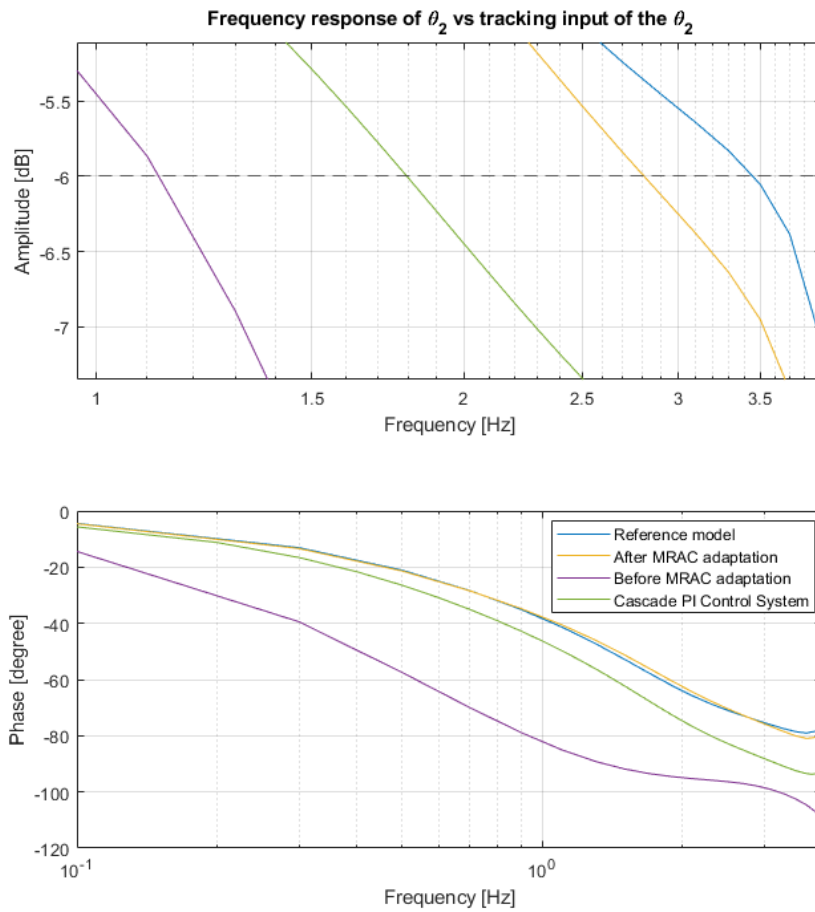 Frequency response of θ2 vs tracking input of the θ2
Amplitude [dB]
-5.5
-6
-6.5
-7
1
1.5
2
2.5
3
3.5
Frequency [Hz]
Phase [degree]
0
-20
-40
-60
-80
-100
-120
10-1
100
Frequency [Hz]
Reference model
After MRAC adaptation
Before MRAC adaptation
Cascade PI Control System